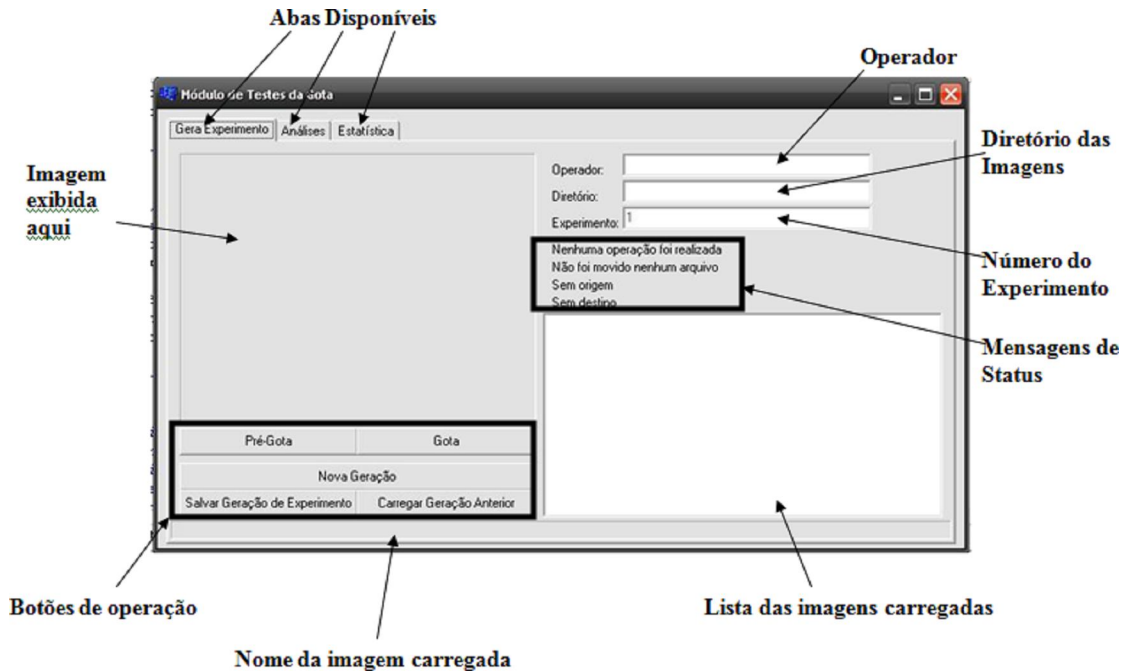 Abas Disponíveis
Operador
Módulo de Testes da Gota
Gera Experimento
Análises
Estatística
Imagem
exibida
aqui
Operador:
Diretório:
Experimento:
1
Diretório das
Imagens
Nenhuma operação foi realizada
Não foi movido nenhum arquivo
Sem origem
Sem destino
Número do
Experimento
Mensagens de
Status
Pré-Gota
Gota
Nova Geração
Salvar Geração de Experimento
Carregar Geração Anterior
Botões de operação
Lista das imagens carregadas
Nome da imagem carregada